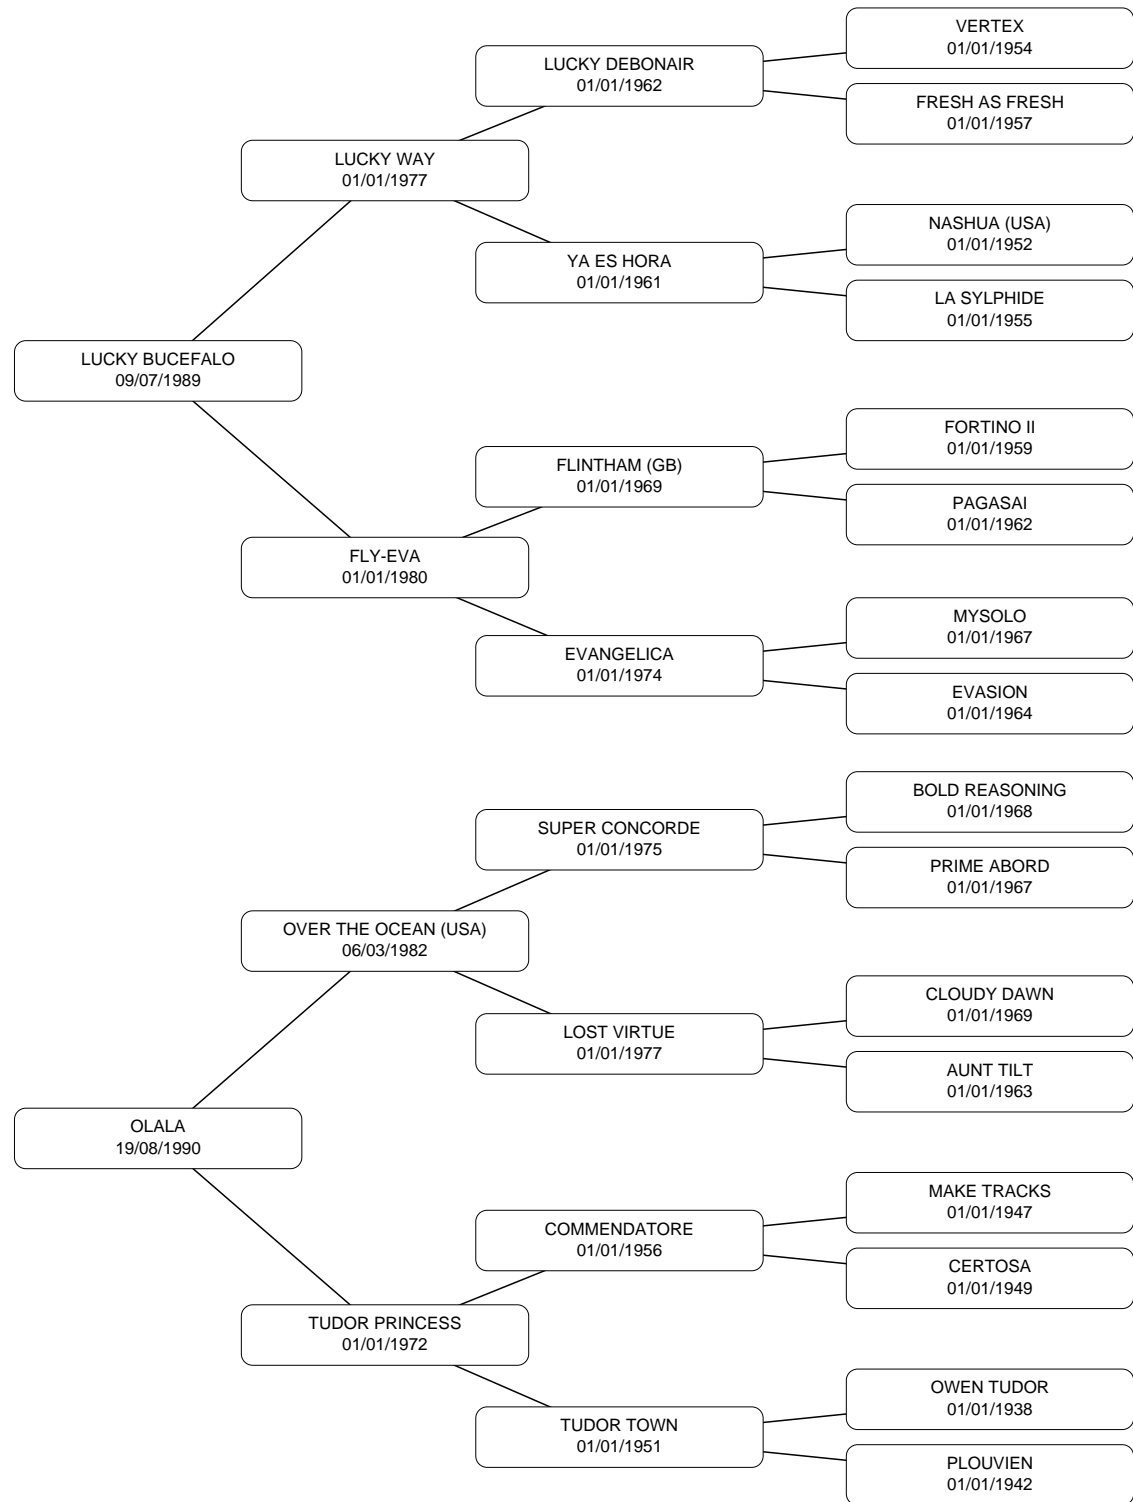 VERTEX
01/01/1954
LUCKY DEBONAIR
01/01/1962
FRESH AS FRESH
01/01/1957
LUCKY WAY
01/01/1977
NASHUA (USA)
01/01/1952
YA ES HORA
01/01/1961
LA SYLPHIDE
01/01/1955
LUCKY BUCEFALO
09/07/1989
FORTINO II
01/01/1959
FLINTHAM (GB)
01/01/1969
PAGASAI
01/01/1962
FLY-EVA
01/01/1980
MYSOLO
01/01/1967
EVANGELICA
01/01/1974
EVASION
01/01/1964
BOLD REASONING
01/01/1968
SUPER CONCORDE
01/01/1975
PRIME ABORD
01/01/1967
OVER THE OCEAN (USA)
06/03/1982
CLOUDY DAWN
01/01/1969
LOST VIRTUE
01/01/1977
AUNT TILT
01/01/1963
OLALA
19/08/1990
MAKE TRACKS
01/01/1947
COMMENDATORE
01/01/1956
CERTOSA
01/01/1949
TUDOR PRINCESS
01/01/1972
OWEN TUDOR
01/01/1938
TUDOR TOWN
01/01/1951
PLOUVIEN
01/01/1942